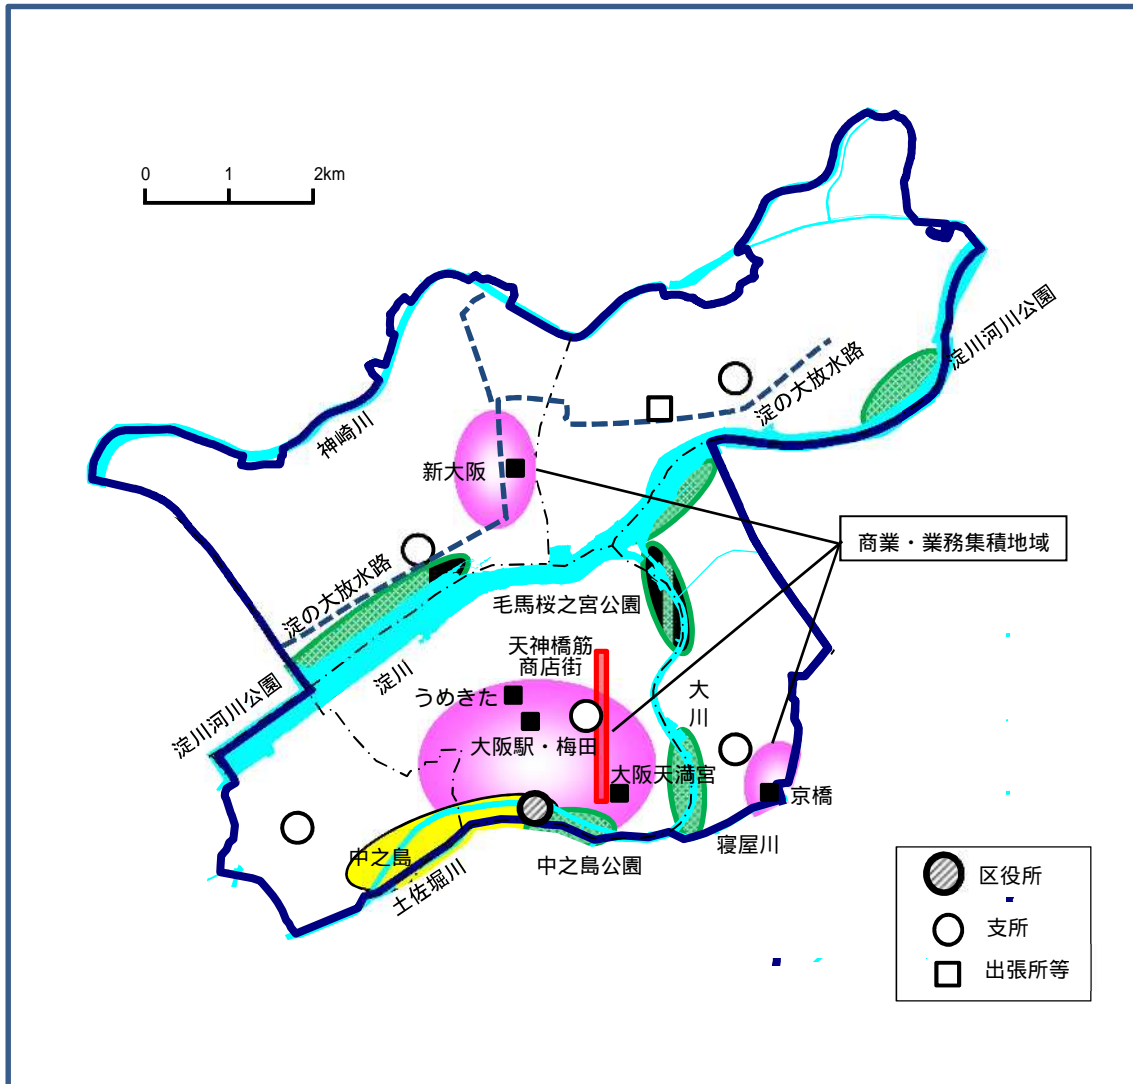 0 1 2km
淀川河川公園
淀の大放水路
神崎川
新大阪
商業・業務集積地域
淀の大放水路
毛馬桜之宮公園
天神橋筋
商店街
淀川
大川
うめきた
淀川河川公園
大阪駅・梅田
大阪天満宮
京橋
寝屋川
中之島
中之島公園
土佐堀川
区役所
支所
出張所等